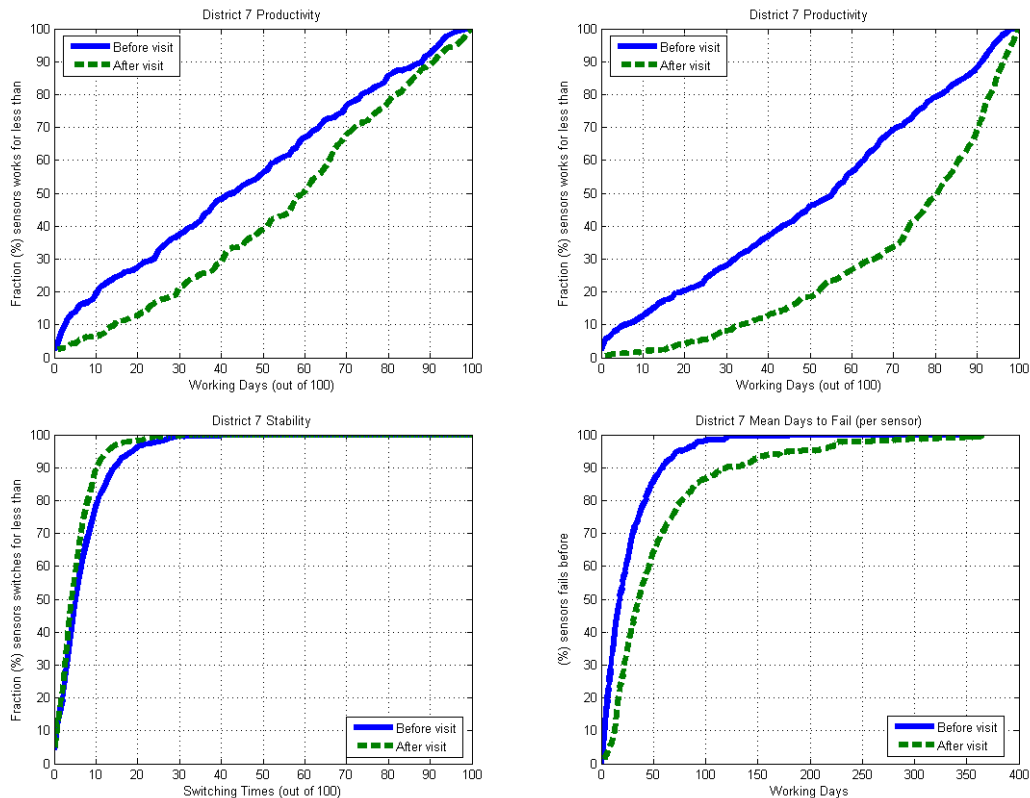 District 7 Productivity
Fraction (%) sensors works for less than
100
90
80
70
60
50
40
30
20
10
0
Before visit
After visit
0 10 20 30 40 50 60 70 80 90 100
Working Days (out of 100)
District 7 Productivity
Fraction (%) sensors works for less than
100
90
80
70
60
50
40
30
20
10
0
Before visit
After visit
0 10 20 30 40 50 60 70 80 90 100
Working Days (out of 100)
District 7 Stability
Fraction (%) sensors switches for less than
100
90
80
70
60
50
40
30
20
10
0
Before visit
After visit
0 10 20 30 40 50 60 70 80 90 100
Switching Times (out of 100)
District 7 Mean Days to Fail (per sensor)
(%) sensors fails before
100
90
80
70
60
50
40
30
20
10
0
Before visit
After visit
0 50 100 150 200 250 300 350 400
Working Days